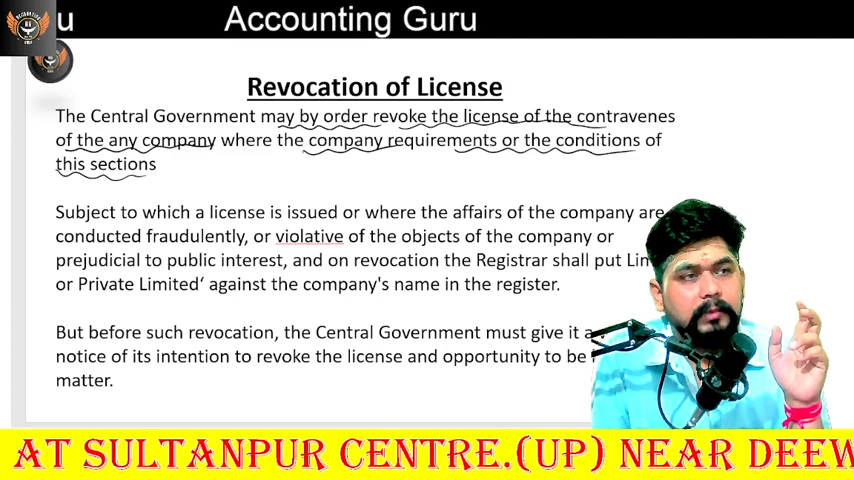 u
Accounting Guru
Revocation of License
The Central Government may by order revoke the license of the contravenes
of the any company where the company requirements or the conditions of
this sections
Subject to which a license is issued or where the affairs of the company are
conducted fraudulently, or violative of the objects of the company or
prejudicial to public interest, and on revocation the Registrar shall put Lim
or Private Limited‘ against the company's name in the register.
But before such revocation, the Central Government must give it a
notice of its intention to revoke the license and opportunity to be
matter.
AT SULTANPUR CENTRE.(UP) NEAR DEEW